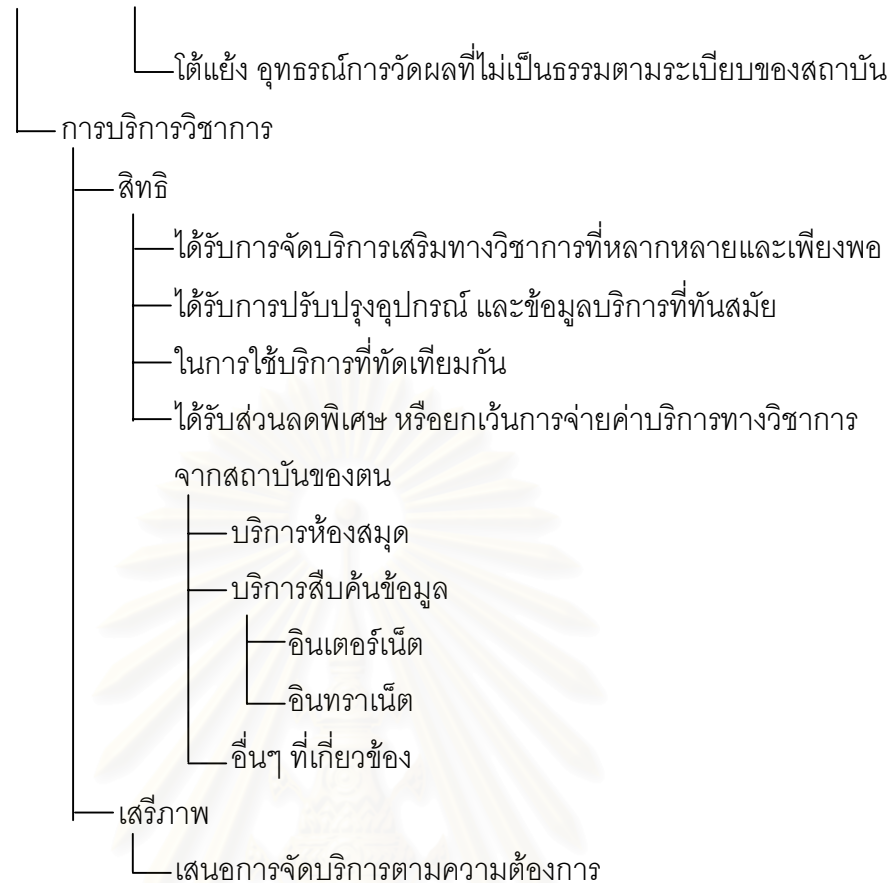 โต้แย้ง อุทธรณ์การวัดผลที่ไม่เป็นธรรมตามระเบียบของสถาบัน
การบริการวิชาการ
สิทธิ
ได้รับการจัดบริการเสริมทางวิชาการที่หลากหลายและเพียงพอ
ได้รับการปรับปรุงอุปกรณ์ และข้อมูลบริการที่ทันสมัย
ในการใช้บริการที่ทัดเทียมกัน
ได้รับส่วนลดพิเศษ หรือยกเว้นการจ่ายค่าบริการทางวิชาการ
จากสถาบันของตน
บริการห้องสมุด
บริการสืบค้นข้อมูล
อินเตอร์เน็ต
อินทราเน็ต
อื่นๆ ที่เกี่ยวข้อง
เสรีภาพ
เสนอการจัดบริการตามความต้องการ